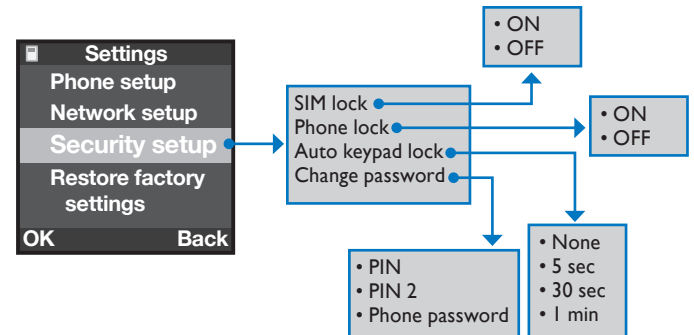 Settings
Phone setup
Network setup
Security setup
Restore factory
settings
OK Back
SIM lock
Phone lock
Auto keypad lock
Change password
• ON
• OFF
• ON
• OFF
• None
• 5 sec
• 30 sec
• 1 min
• PIN
• PIN 2
• Phone password